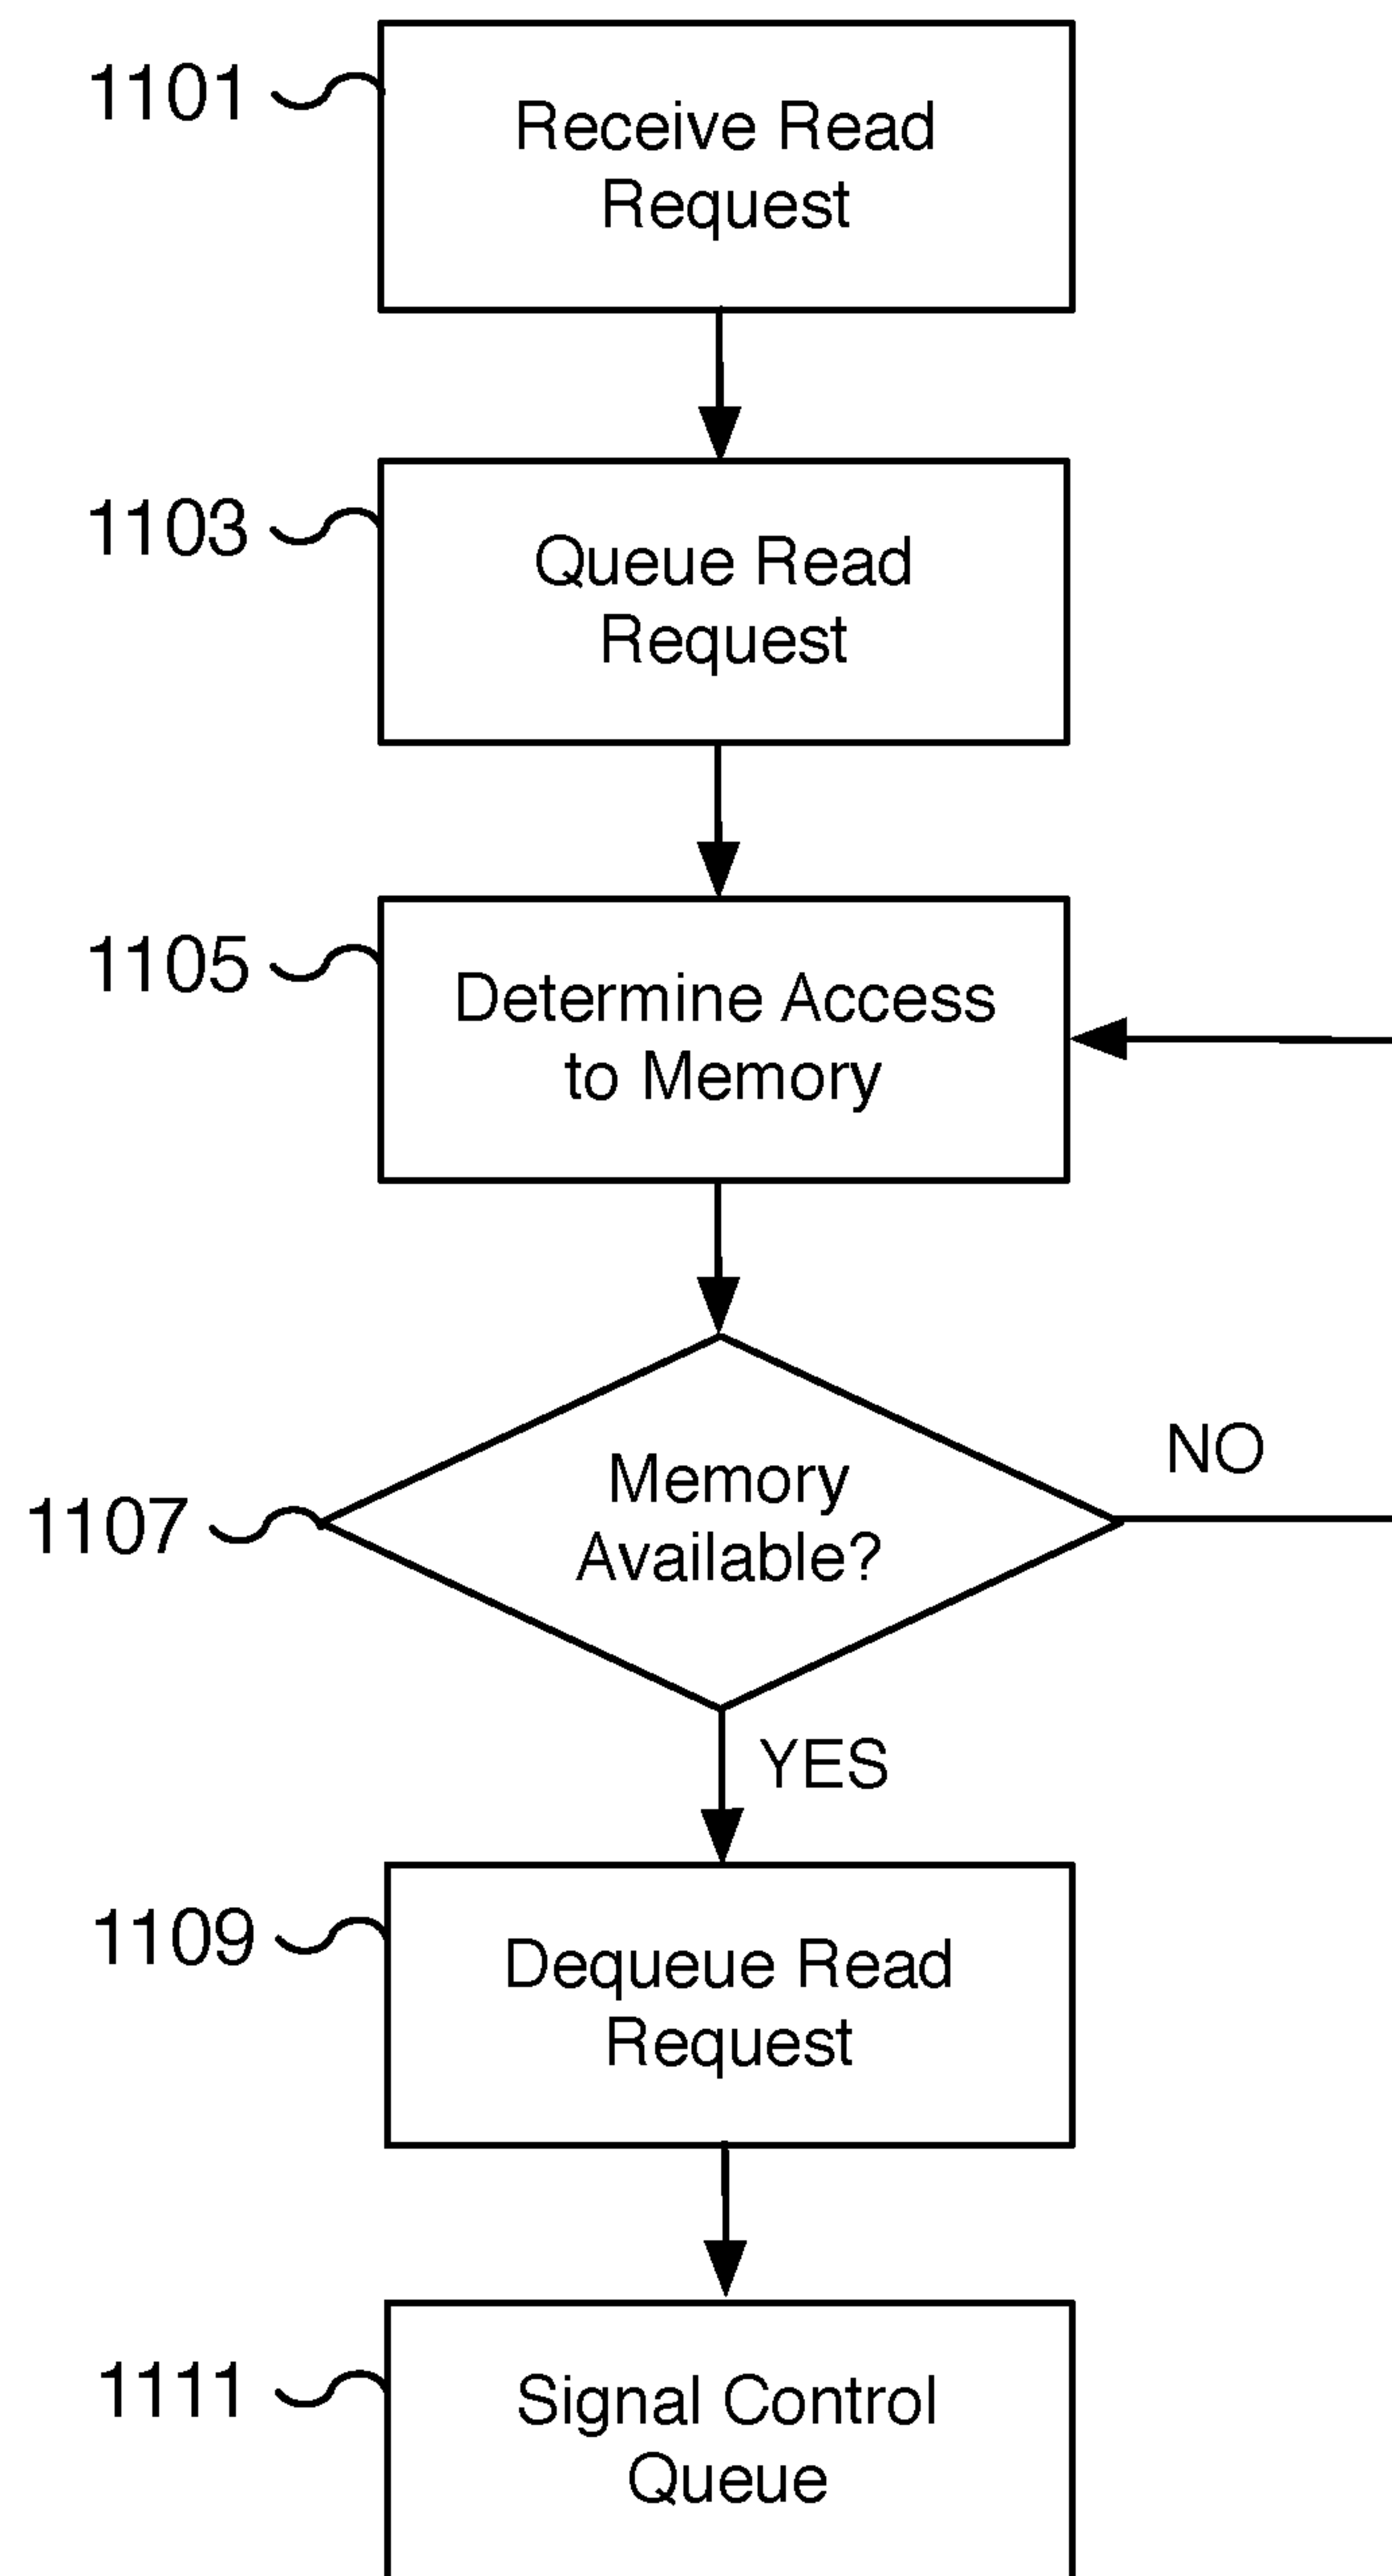 1101
Receive Read
Request
1103
Queue Read
Request
1105
Determine Access
to Memory
1107
Memory
Available?
NO
YES
1109
Dequeue Read
Request
1111
Signal Control
Queue